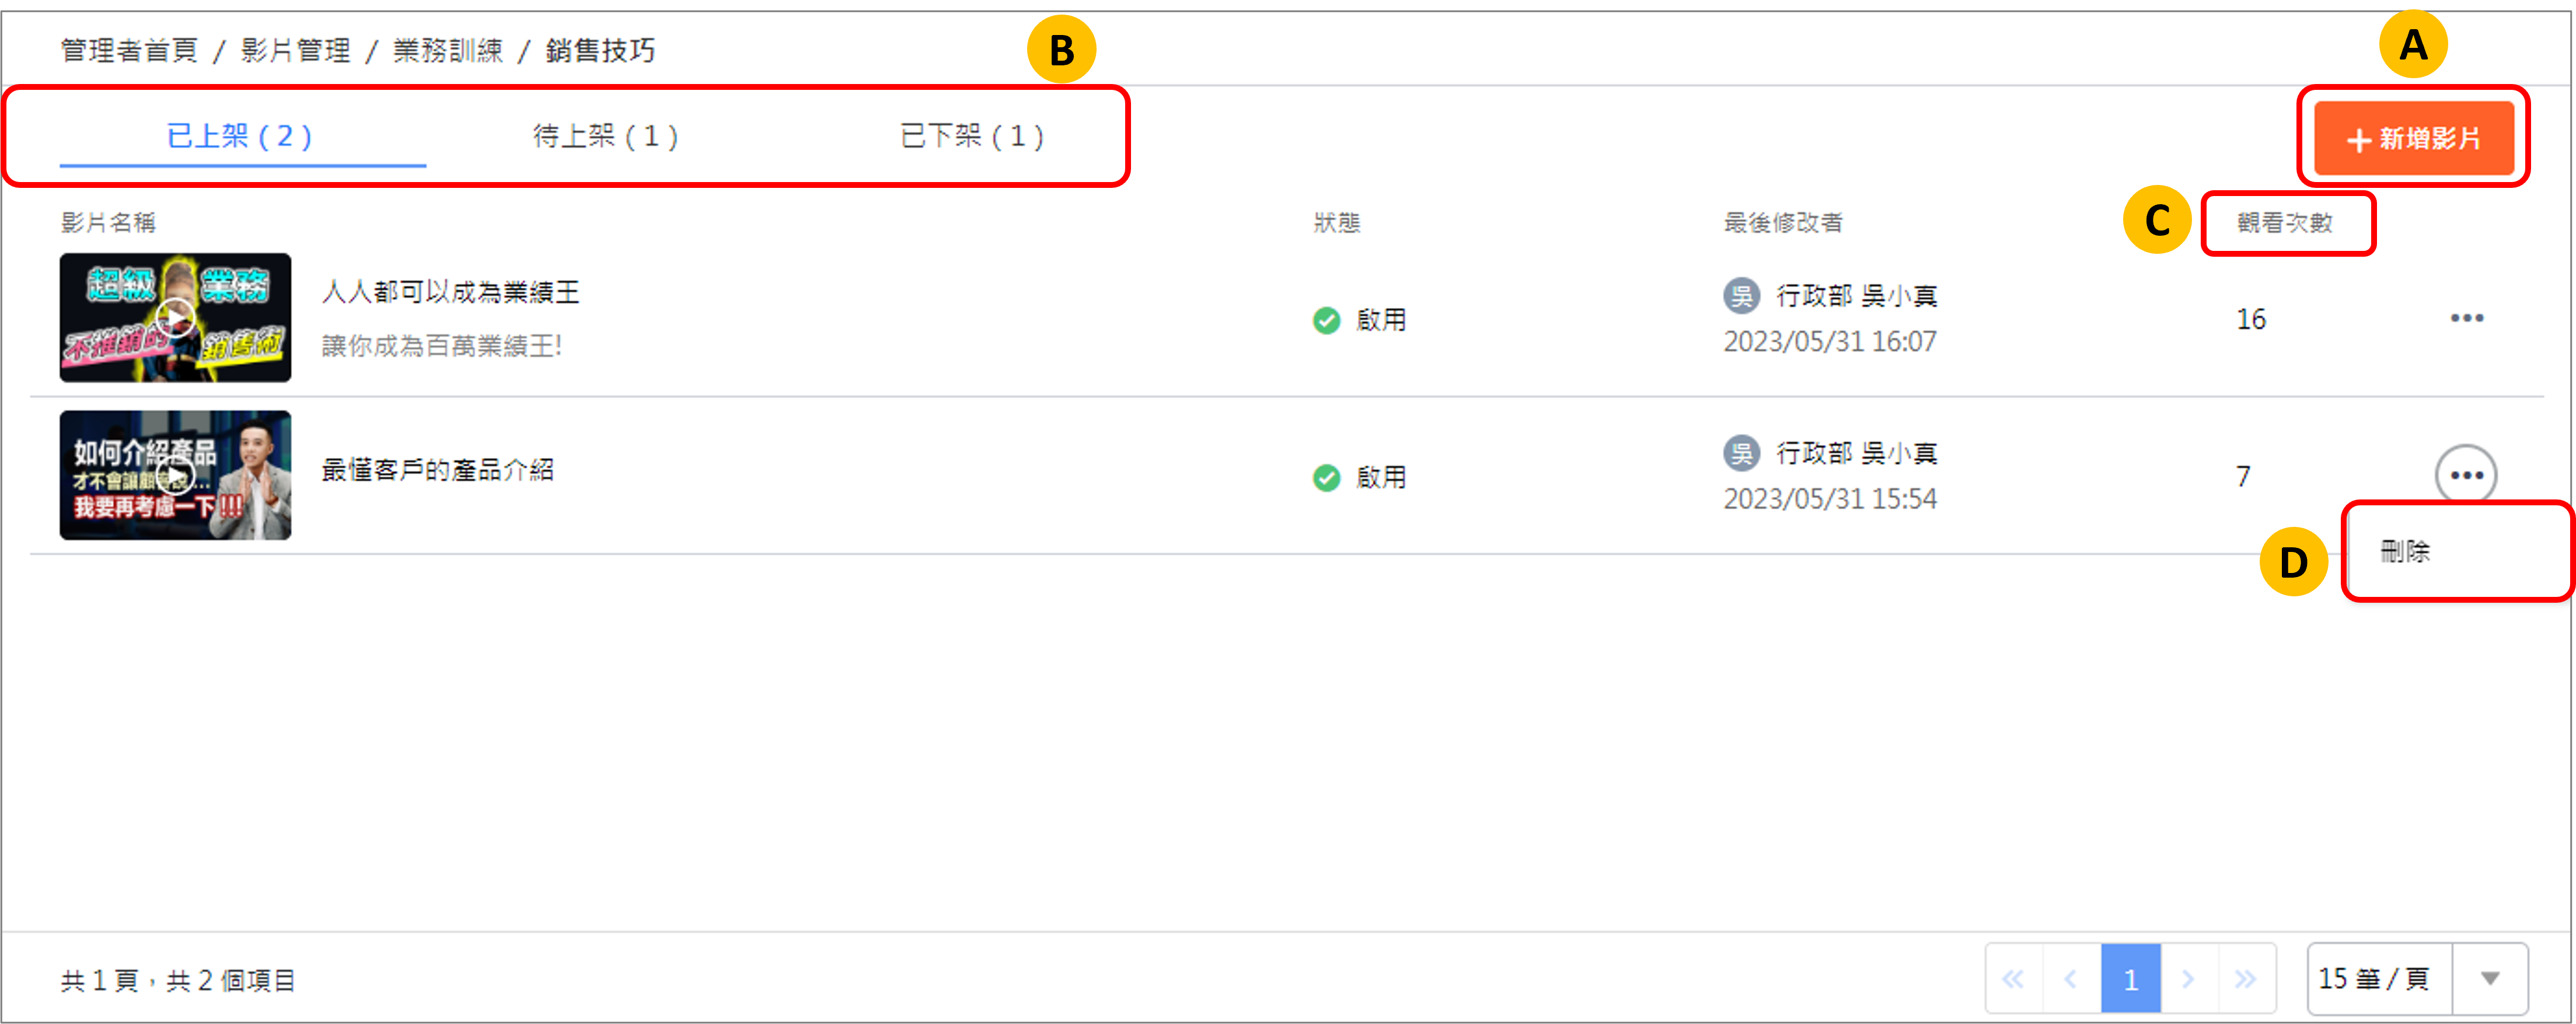 B
A
管理者首頁 / 影片管理 / 業務訓練 / 銷售技巧
已上架 ( 2 )
待上架 ( 1 )
已下架 ( 1 )
+ 新增影片
影片名稱
狀態
最後修改者
C
觀看次數
超級 業務
不推銷的 銷售術
人人都可以成為業績王
讓你成為百萬業績王!
啟用
吳 行政部 吳小真
2023/05/31 16:07
16
•••
如何介紹產品
才不會讓顧客說...
我要再考慮一下!!!
最懂客戶的產品介紹
啟用
吳 行政部 吳小真
2023/05/31 15:54
7
•••
D
刪除
共 1 頁，共 2 個項目
« ‹ 1 › »
15 筆 / 頁